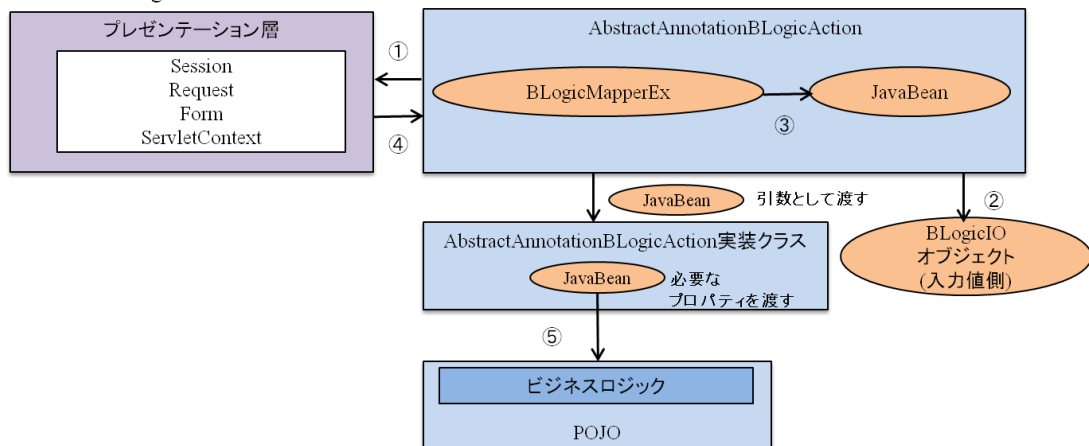 プレゼンテーション層
Session
Request
Form
ServletContext
①
④
AbstractAnnotationBLogicAction
BLogicMapperEx
③
JavaBean
JavaBean
引数として渡す
②
BLogicIO
オブジェクト
(入力値側)
AbstractAnnotationBLogicAction実装クラス
JavaBean
必要な
プロパティを渡す
⑤
ビジネスロジック
POJO